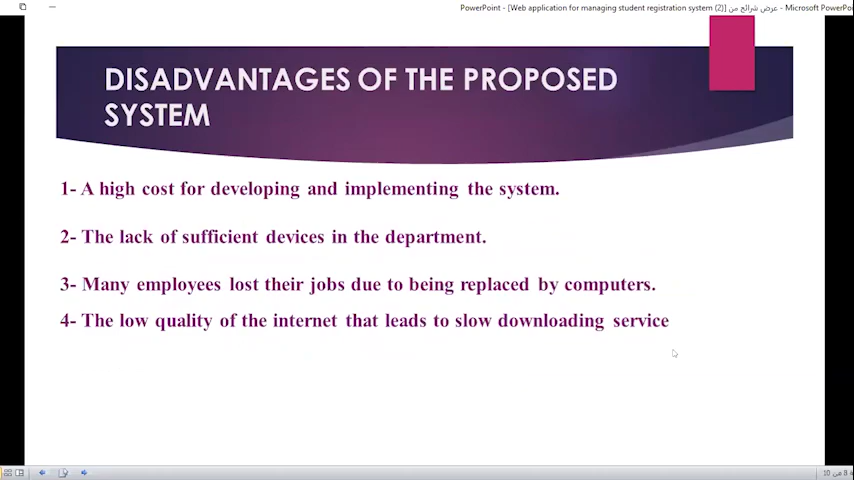 PowerPoint - [Web application for managing student registration system (2)] عرض شرائح من - Microsoft PowerPoi
DISADVANTAGES OF THE PROPOSED
SYSTEM
1- A high cost for developing and implementing the system.
2- The lack of sufficient devices in the department.
3- Many employees lost their jobs due to being replaced by computers.
4- The low quality of the internet that leads to slow downloading service
8 من 10